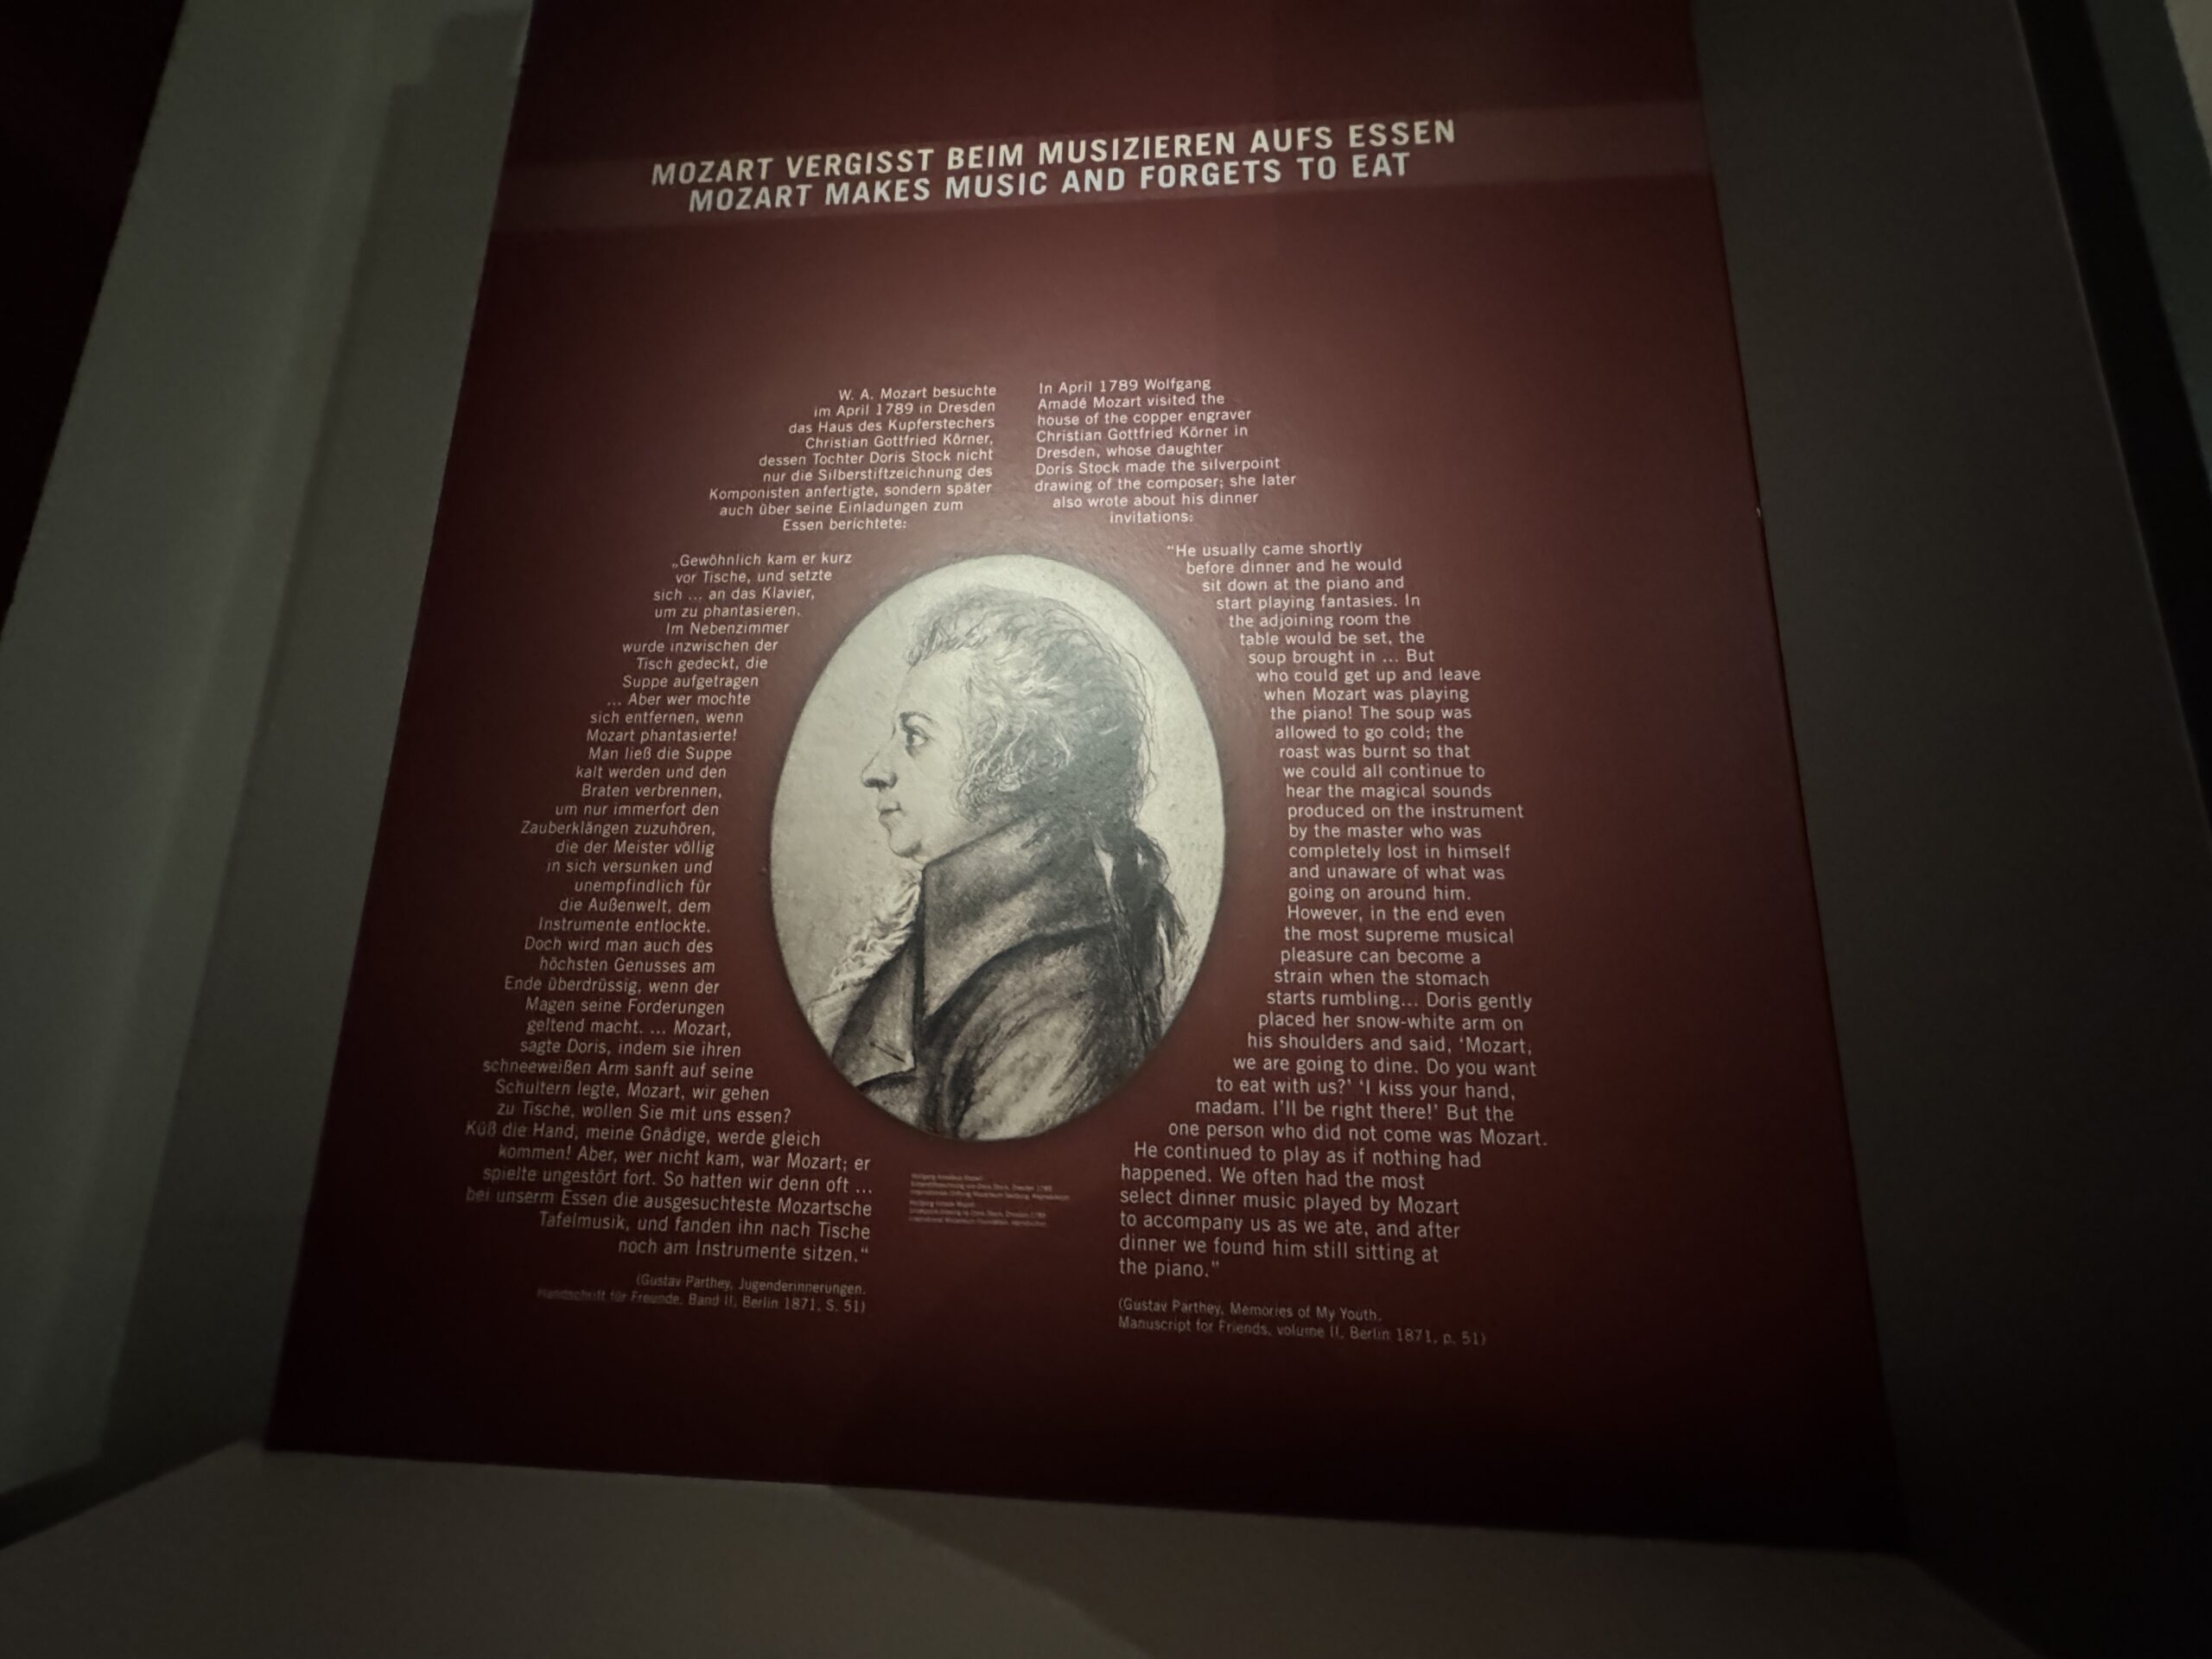 MOZART VERGISST BEIM MUSIZIEREN AUFS ESSEN
MOZART MAKES MUSIC AND FORGETS TO EAT
W. A. Mozart besuchte
im April 1789 in Dresden
das Haus des Kupferstechers
Christian Gottfried Körner,
dessen Tochter Doris Stock nicht
nur die Silberstiftzeichnung des
Komponisten anfertigte, sondern später
auch über seine Einladungen zum
Essen berichtete:
„Gewöhnlich kam er kurz
vor Tische, und setzte
sich ... an das Klavier,
um zu phantasieren.
Im Nebenzimmer
wurde inzwischen der
Tisch gedeckt, die
Suppe aufgetragen
... Aber wer mochte
sich entfernen, wenn
Mozart phantasierte!
Man ließ die Suppe
kalt werden und den
Braten verbrennen,
um nur immerfort den
Zauberklängen zuzuhören,
die der Meister völlig
in sich versunken und
unempfindlich für
die Außenwelt, dem
Instrumente entlockte.
Doch wird man auch des
höchsten Genusses am
Ende überdrüssig, wenn der
Magen seine Forderungen
geltend macht. ... Mozart,
sagte Doris, indem sie ihren
schneeweißen Arm sanft auf seine
Schultern legte, Mozart, wir gehen
zu Tische, wollen Sie mit uns essen?
Küß die Hand, meine Gnädige, werde gleich
kommen! Aber, wer nicht kam, war Mozart; er
spielte ungestört fort. So hatten wir denn oft ...
bei unserm Essen die ausgesuchteste Mozartsche
Tafelmusik, und fanden ihn nach Tische
noch am Instrumente sitzen.“
(Gustav Parthey, Jugenderinnerungen.
Handschrift für Freunde, Band II, Berlin 1871, S. 51)
In April 1789 Wolfgang
Amadé Mozart visited the
house of the copper engraver
Christian Gottfried Körner in
Dresden, whose daughter
Doris Stock made the silverpoint
drawing of the composer; she later
also wrote about his dinner
invitations:
“He usually came shortly
before dinner and he would
sit down at the piano and
start playing fantasies. In
the adjoining room the
table would be set, the
soup brought in ... But
who could get up and leave
when Mozart was playing
the piano! The soup was
allowed to go cold; the
roast was burnt so that
we could all continue to
hear the magical sounds
produced on the instrument
by the master who was
completely lost in himself
and unaware of what was
going on around him.
However, in the end even
the most supreme musical
pleasure can become a
strain when the stomach
starts rumbling... Doris gently
placed her snow-white arm on
his shoulders and said, ‘Mozart,
we are going to dine. Do you want
to eat with us?’ ‘I kiss your hand,
madam. I’ll be right there!’ But the
one person who did not come was Mozart.
He continued to play as if nothing had
happened. We often had the most
select dinner music played by Mozart
to accompany us as we ate, and after
dinner we found him still sitting at
the piano.”
(Gustav Parthey, Memories of My Youth.
Manuscript for Friends, volume II, Berlin 1871, p. 51)